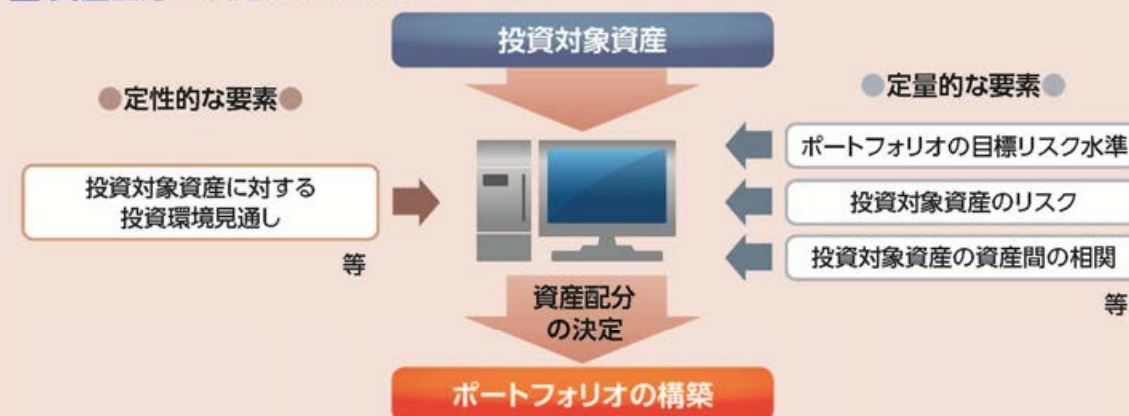 投資対象資産
●定性的な要素●
●定量的な要素●
投資対象資産に対する
投資環境見通し
等
ポートフォリオの目標リスク水準
投資対象資産のリスク
投資対象資産の資産間の相関
等
資産配分
の決定
ポートフォリオの構築